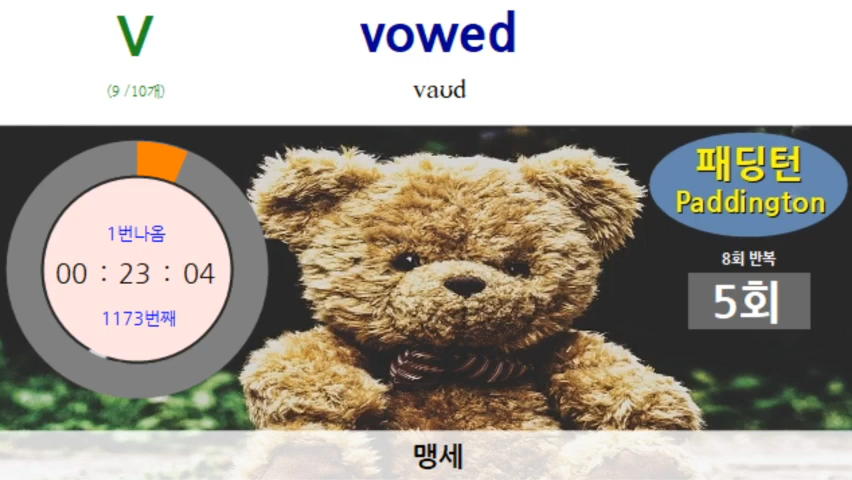 V
(9 /10개)
vowed
vaʊd
1번나옴
00 : 23 : 04
1173번째
패딩턴
Paddington
8회 반복
5회
맹세